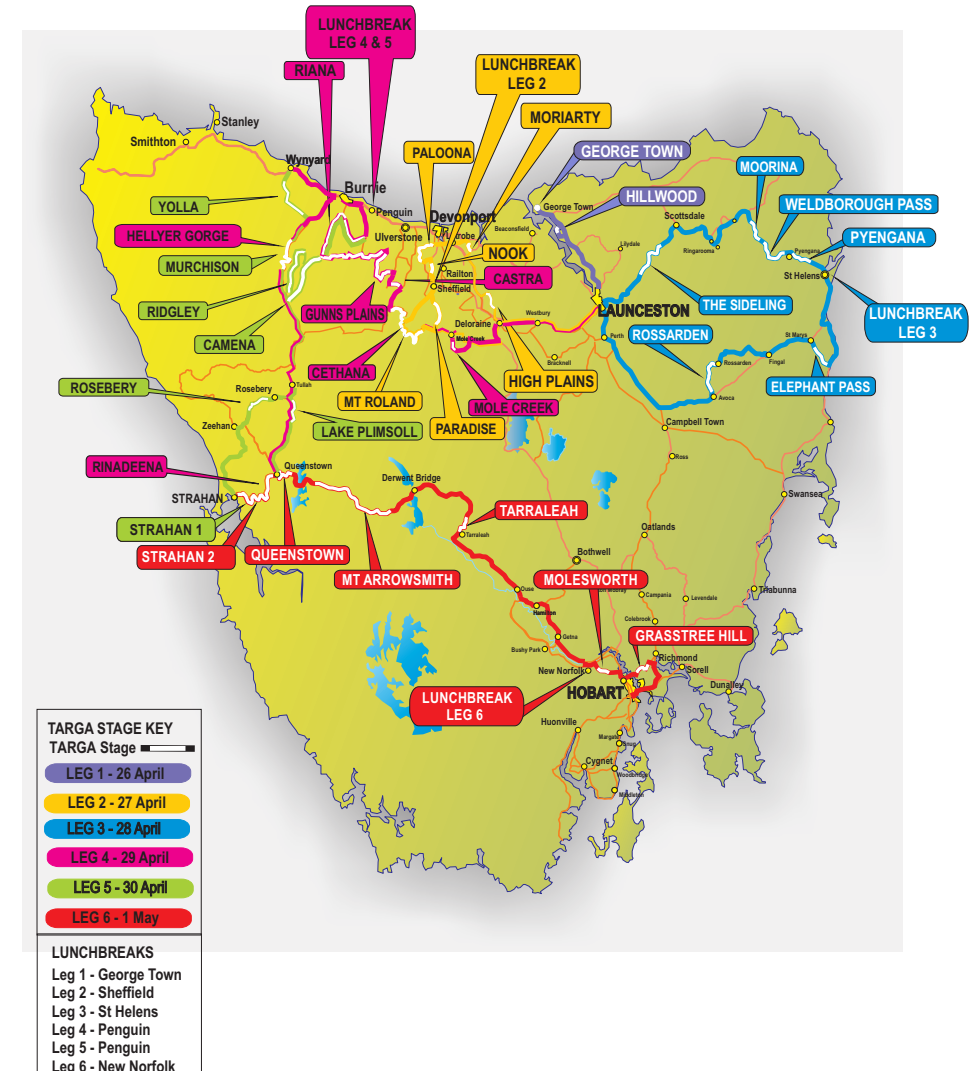 LUNCHBREAK
LEG 4 & 5
RIANA
LUNCHBREAK
LEG 2
MORIARTY
Stanley
Smithton
PALOONA
GEORGE TOWN
Wynyard
MOORINA
Burnie
YOLLA
HILLWOOD
WELDBOROUGH PASS
Penguin
George Town
Devonport
Scottsdale
HELLYER GORGE
Ulverstone
Beaconsfield
PYENGANA
Ringarooma
Lilydale
NOOK
Pyengana
MURCHISON
Railton
St Helens
CASTRA
Sheffield
RIDGLEY
GUNNS PLAINS
THE SIDELING
LAUNCESTON
LUNCHBREAK
LEG 3
Westbury
Deloraine
ROSSARDEN
CAMENA
Mole Creek
Perth
St Marys
Bracknell
Fingal
CETHANA
Rossarden
HIGH PLAINS
ROSEBERY
Rosebery
Tullah
ELEPHANT PASS
MT ROLAND
MOLE CREEK
Avoca
Zeehan
LAKE PLIMSOLL
PARADISE
Campbell Town
Ross
RINADEENA
Queenstown
Derwent Bridge
STRAHAN
Swansea
TARRALEAH
STRAHAN 1
Oatlands
Tarraleah
STRAHAN 2
QUEENSTOWN
Bothwell
MT ARROWSMITH
MOLESWORTH
Ouse
Campania
Levendale
Triabunna
Hamilton
Colebrook
Gretna
GRASSTREE HILL
Bushy Park
Richmond
New Norfolk
Sorell
Dunalley
LUNCHBREAK
LEG 6
HOBART
Huonville
TARGA STAGE KEY
TARGA Stage
Cygnet
Woodbridge
Middleton
LEG 1 - 26 April
LEG 2 - 27 April
LEG 3 - 28 April
LEG 4 - 29 April
LEG 5 - 30 April
LEG 6 - 1 May
LUNCHBREAKS
Leg 1 - George Town
Leg 2 - Sheffield
Leg 3 - St Helens
Leg 4 - Penguin
Leg 5 - Penguin
Leg 6 - New Norfolk